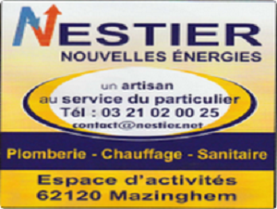 NESTIER
NOUVELLES ÉNERGIES
un artisan
au service du particulier
Tél : 03 21 02 00 25
contact@nestier.net
Plomberie - Chauffage - Sanitaire
Espace d'activités
62120 Mazinghem